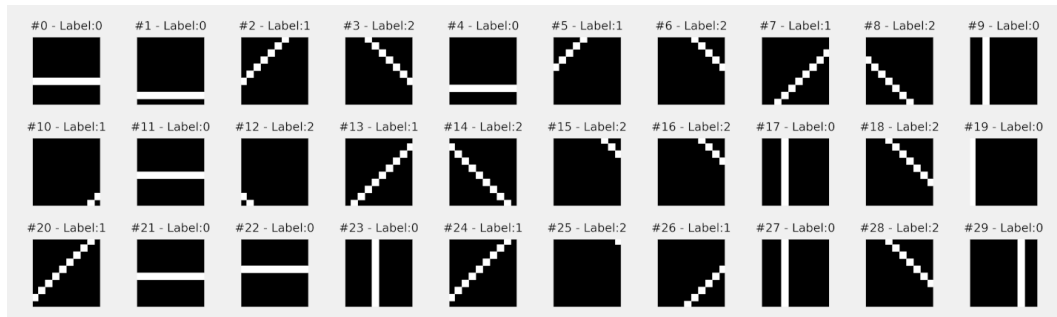 #0 - Label:0 #1 - Label:0 #2 - Label:1 #3 - Label:2 #4 - Label:0 #5 - Label:1 #6 - Label:2 #7 - Label:1 #8 - Label:2 #9 - Label:0
#10 - Label:1 #11 - Label:0 #12 - Label:2 #13 - Label:1 #14 - Label:2 #15 - Label:2 #16 - Label:2 #17 - Label:0 #18 - Label:2 #19 - Label:0
#20 - Label:1 #21 - Label:0 #22 - Label:0 #23 - Label:0 #24 - Label:1 #25 - Label:2 #26 - Label:1 #27 - Label:0 #28 - Label:2 #29 - Label:0